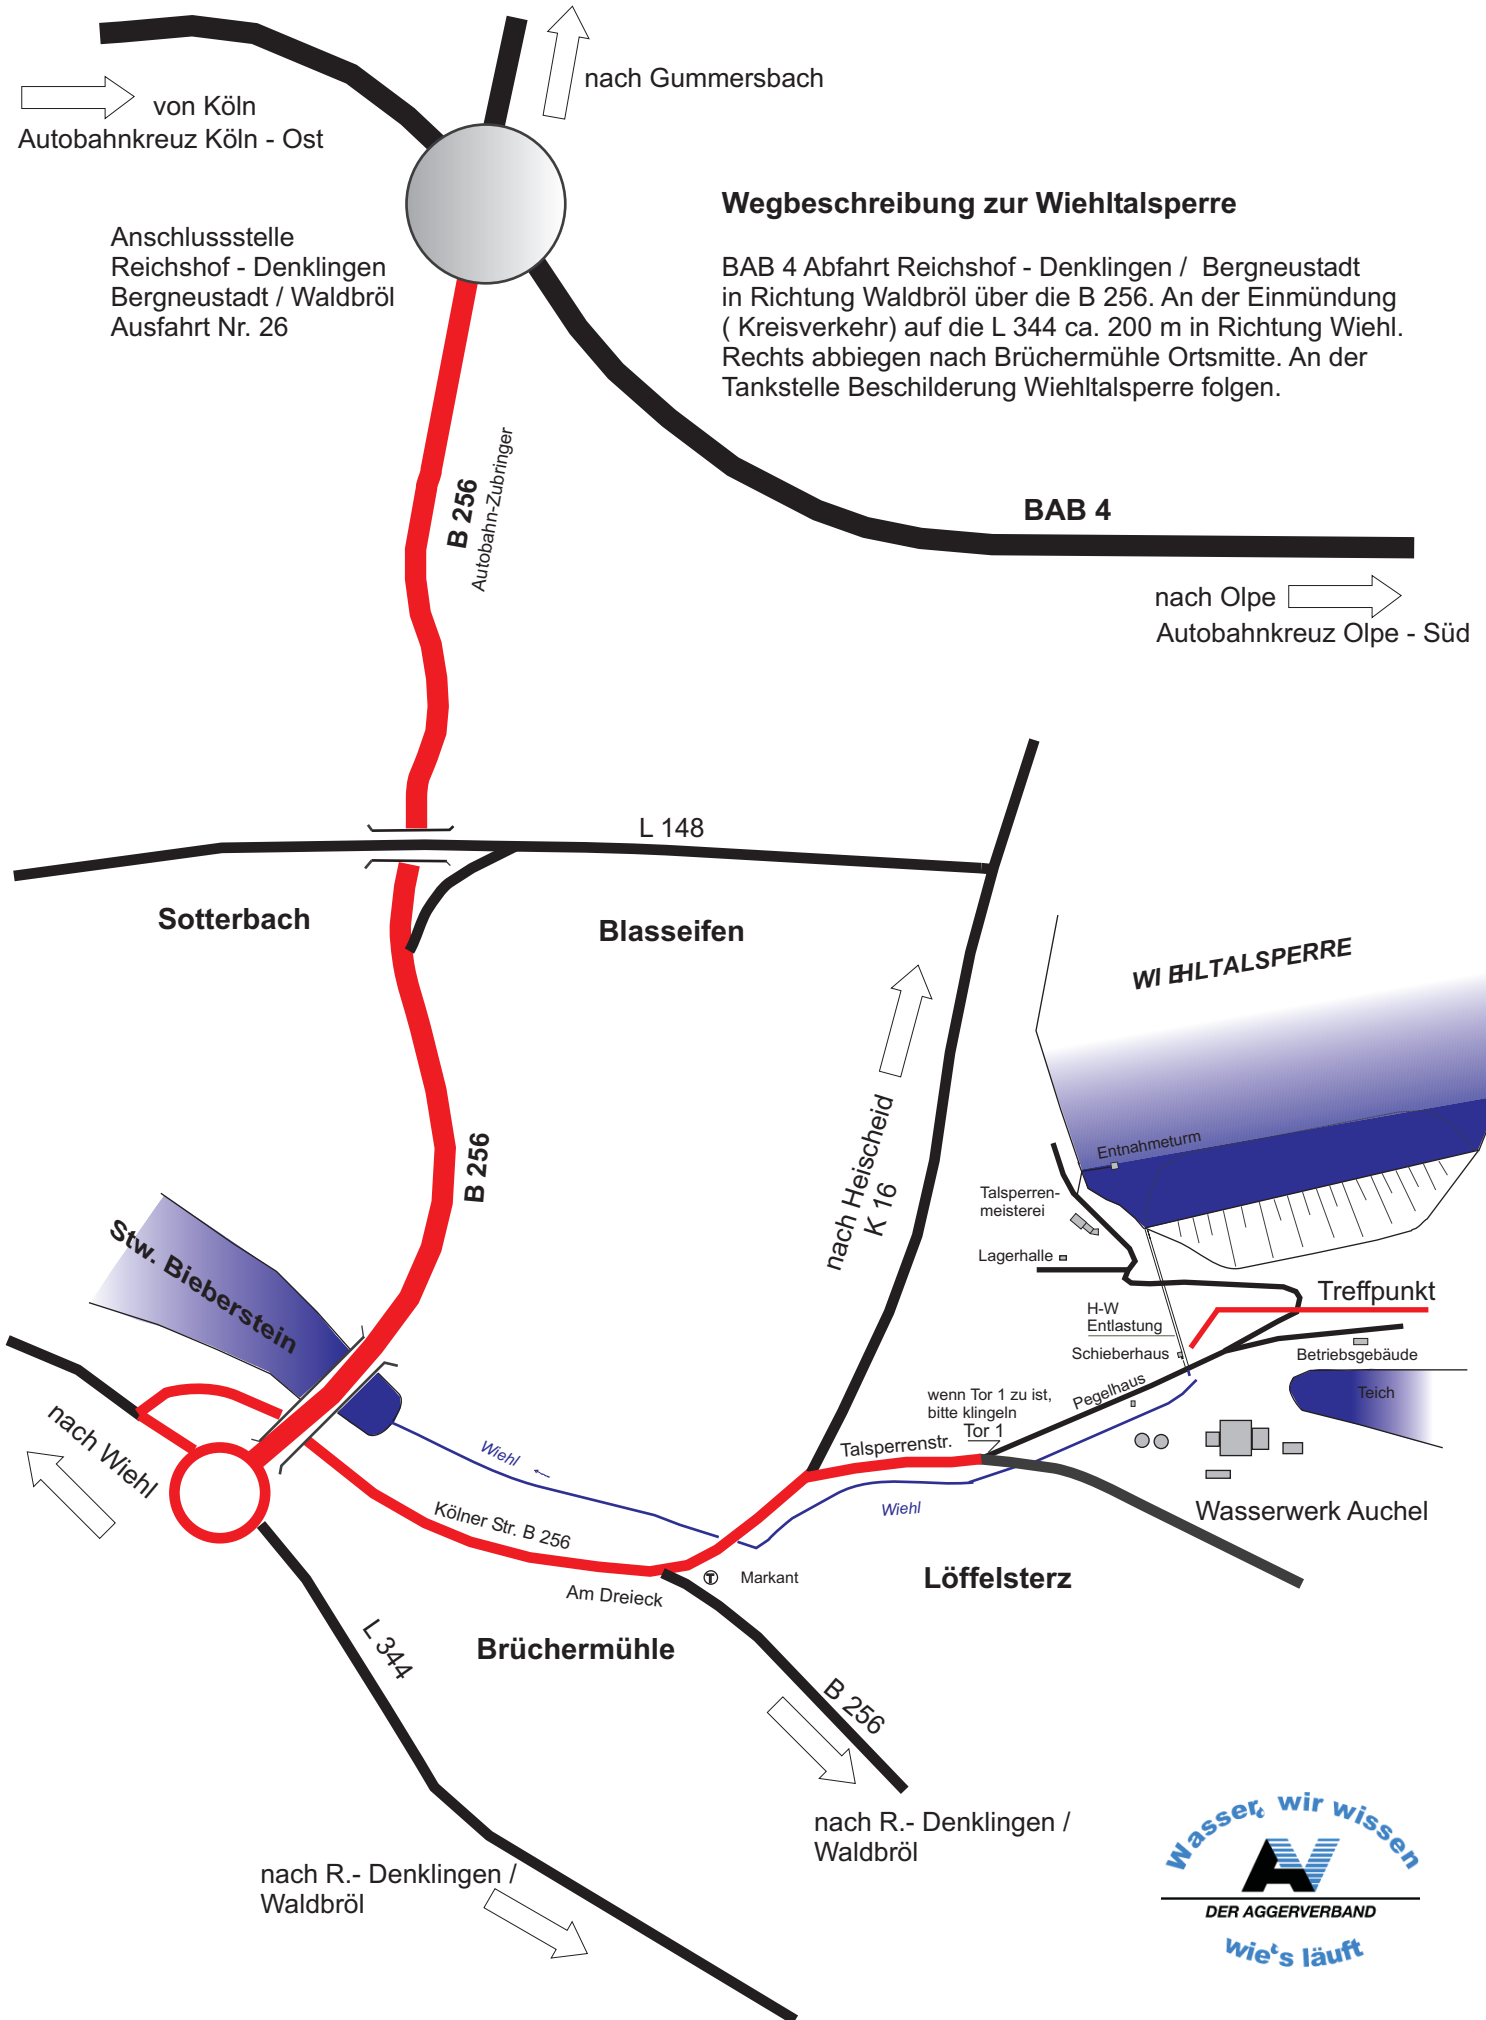 nach Gummersbach
von Köln
Autobahnkreuz Köln - Ost
Wegbeschreibung zur Wiehltalsperre
Anschlussstelle
Reichshof - Denklingen
Bergneustadt / Waldbröl
Ausfahrt Nr. 26
BAB 4 Abfahrt Reichshof - Denklingen / Bergneustadt
in Richtung Waldbröl über die B 256. An der Einmündung
( Kreisverkehr) auf die L 344 ca. 200 m in Richtung Wiehl.
Rechts abbiegen nach Brüchermühle Ortsmitte. An der
Tankstelle Beschilderung Wiehltalsperre folgen.
B 256
Autobahn-Zubringer
BAB 4
nach Olpe
Autobahnkreuz Olpe - Süd
L 148
Sotterbach
Blasseifen
WIEHLTALSPERRE
B 256
nach Heischeid
K 16
Entnahmeturm
Talsperren-
meisterei
Lagerhalle
Stw. Bieberstein
Treffpunkt
H-W
Entlastung
Schieberhaus
Betriebsgebäude
Pegelhaus
Teich
wenn Tor 1 zu ist,
bitte klingeln
Tor 1
nach Wiehl
Wiehl
Talsperrenstr.
Wiehl
Wasserwerk Auchel
Kölner Str. B 256
Am Dreieck
T
Markant
Löffelsterz
Brüchermühle
L 344
B 256
nach R.- Denklingen /
Waldbröl
nach R.- Denklingen /
Waldbröl
Wasser, wir wissen
AV
DER AGGERVERBAND
wie's läuft